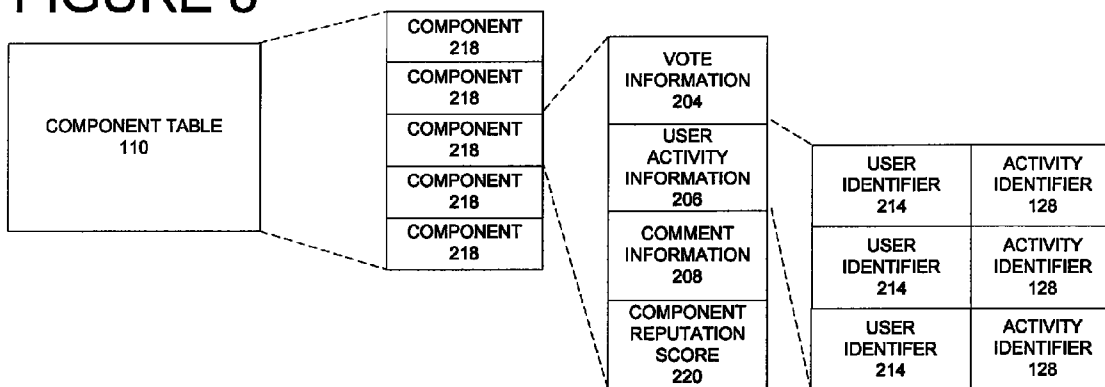 COMPONENT TABLE
110
COMPONENT
218
COMPONENT
218
COMPONENT
218
COMPONENT
218
COMPONENT
218
VOTE
INFORMATION
204
USER
ACTIVITY
INFORMATION
206
COMMENT
INFORMATION
208
COMPONENT
REPUTATION
SCORE
220
USER
IDENTIFIER
214
ACTIVITY
IDENTIFIER
128
USER
IDENTIFIER
214
ACTIVITY
IDENTIFIER
128
USER
IDENTIFER
214
ACTIVITY
IDENTIFIER
128